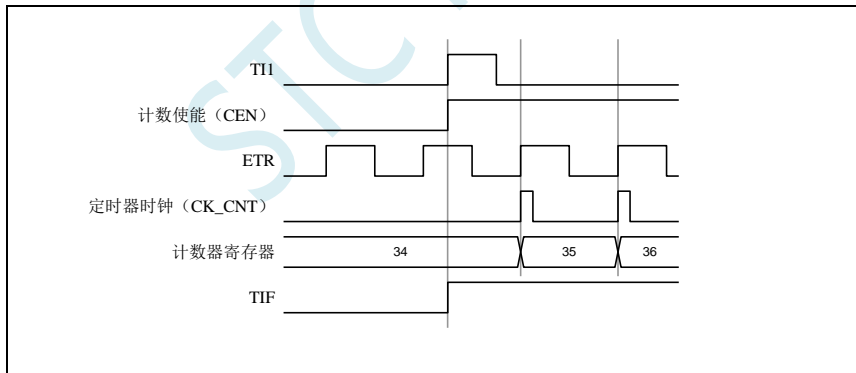 STC
TI1
计数使能（CEN）
ETR
定时器时钟（CK_CNT）
计数器寄存器 34 35 36
TIF